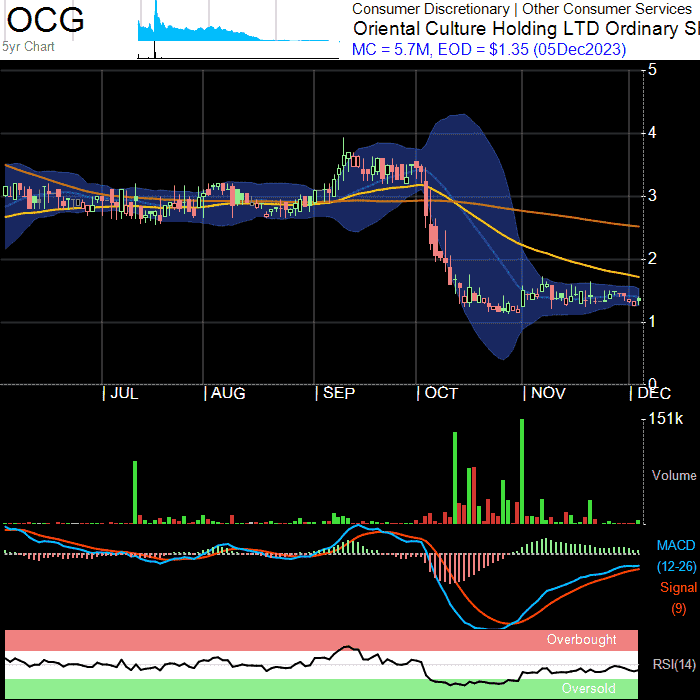 OCG
5yr Chart
Consumer Discretionary | Other Consumer Services
Oriental Culture Holding LTD Ordinary S
MC = 5.7M, EOD = $1.35 (05Dec2023)
5
4
3
2
1
0
JUL
AUG
SEP
OCT
NOV
DEC
151k
Volume
MACD
(12-26)
Signal
(9)
Overbought
RSI(14)
Oversold